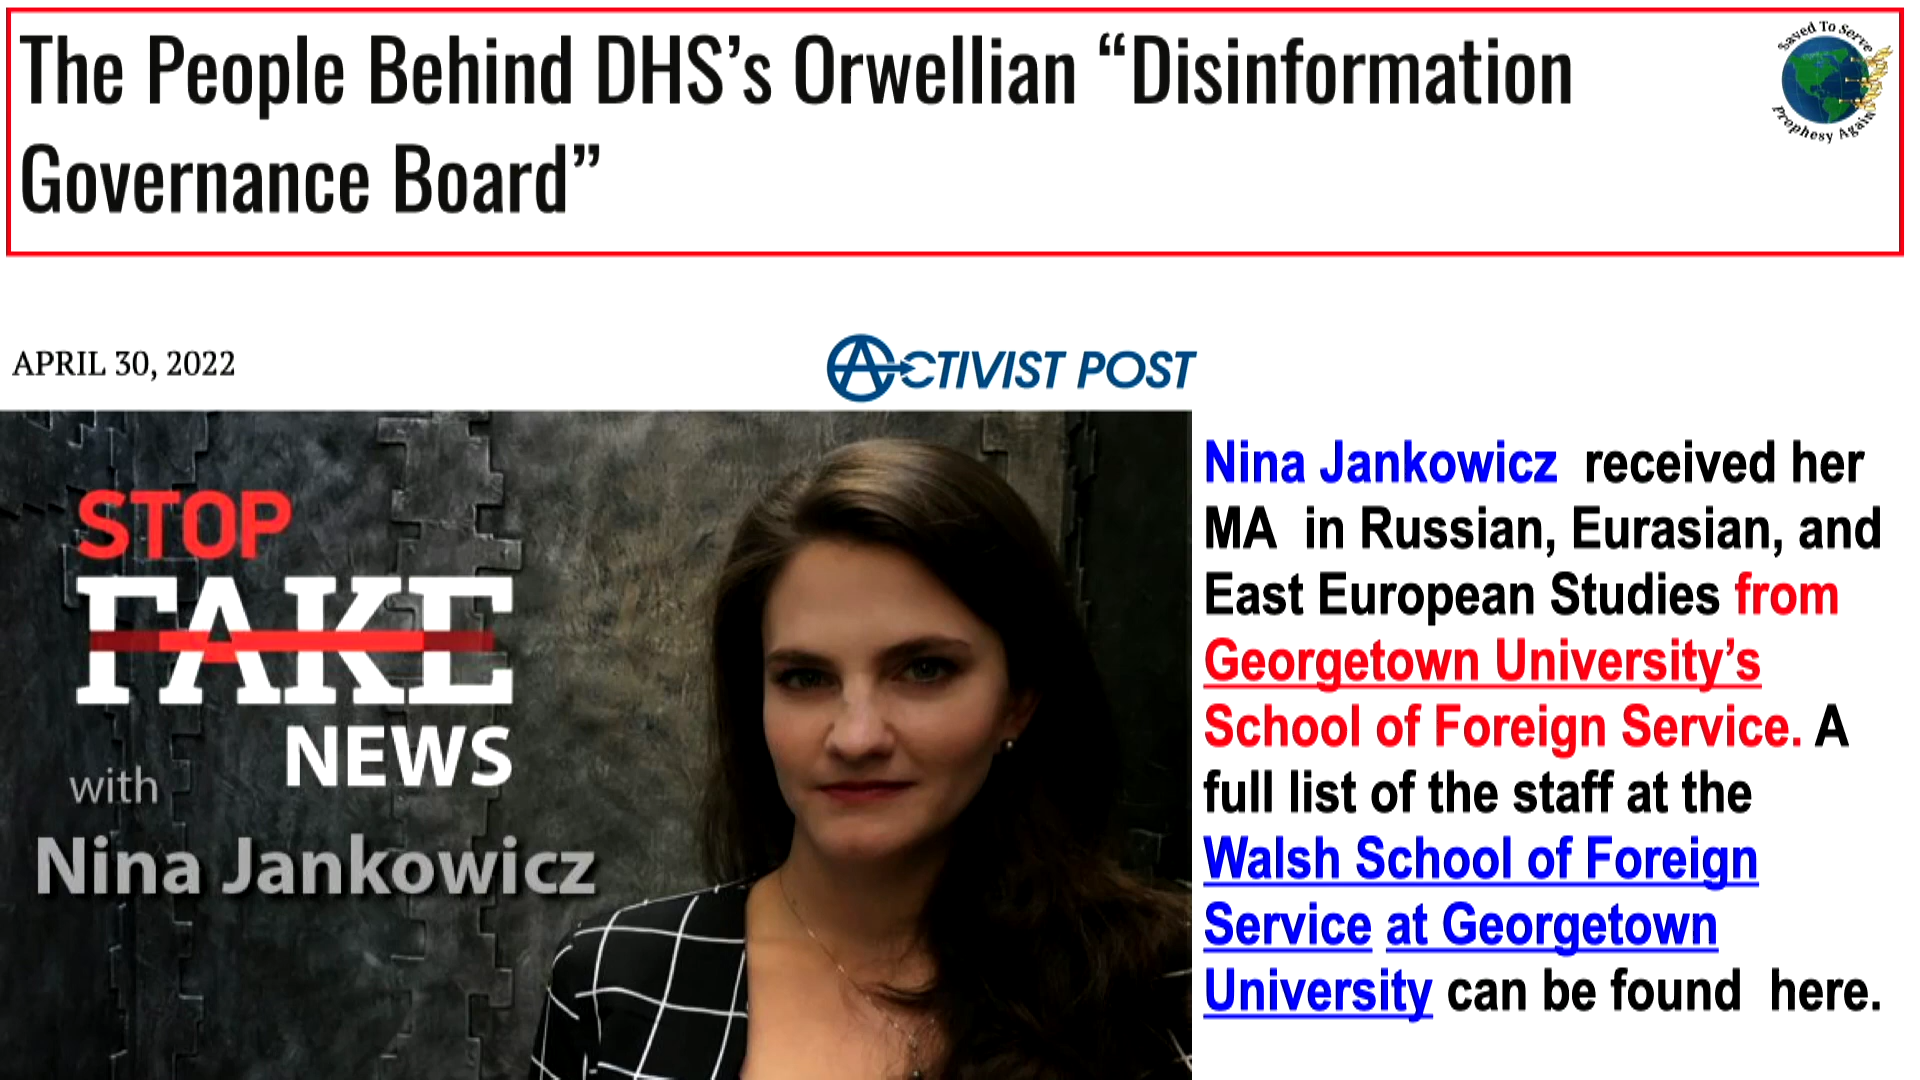 The People Behind DHS’s Orwellian “Disinformation
Governance Board”
Saved To Serve
Prophesy Again
APRIL 30, 2022
ACTIVIST POST
STOP
FAKE
NEWS
with
Nina Jankowicz
Nina Jankowicz received her
MA in Russian, Eurasian, and
East European Studies from
Georgetown University’s
School of Foreign Service. A
full list of the staff at the
Walsh School of Foreign
Service at Georgetown
University can be found here.